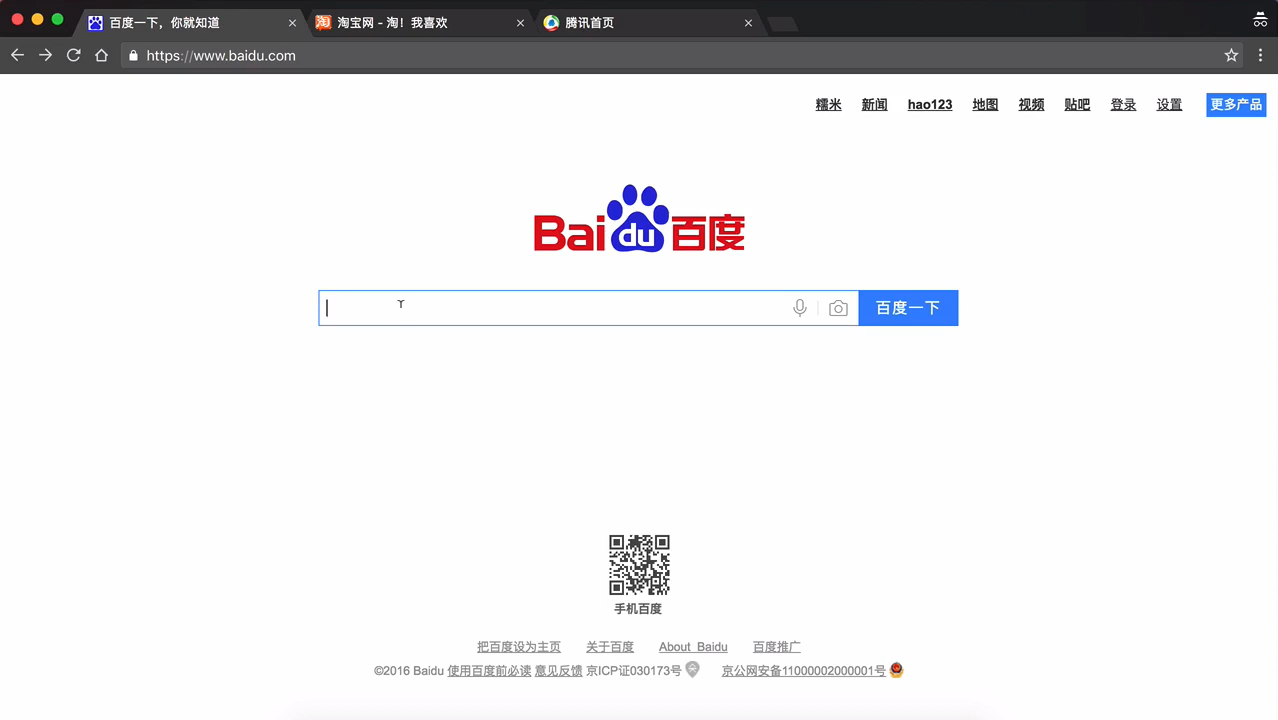 百度一下，你就知道
淘宝网 - 淘！我喜欢
腾讯首页
https://www.baidu.com
糯米 新闻 hao123 地图 视频 贴吧 登录 设置 更多产品
Bai du 百度
百度一下
手机百度
把百度设为主页 关于百度 About Baidu 百度推广
©2016 Baidu 使用百度前必读 意见反馈 京ICP证030173号 京公网安备11000002000001号